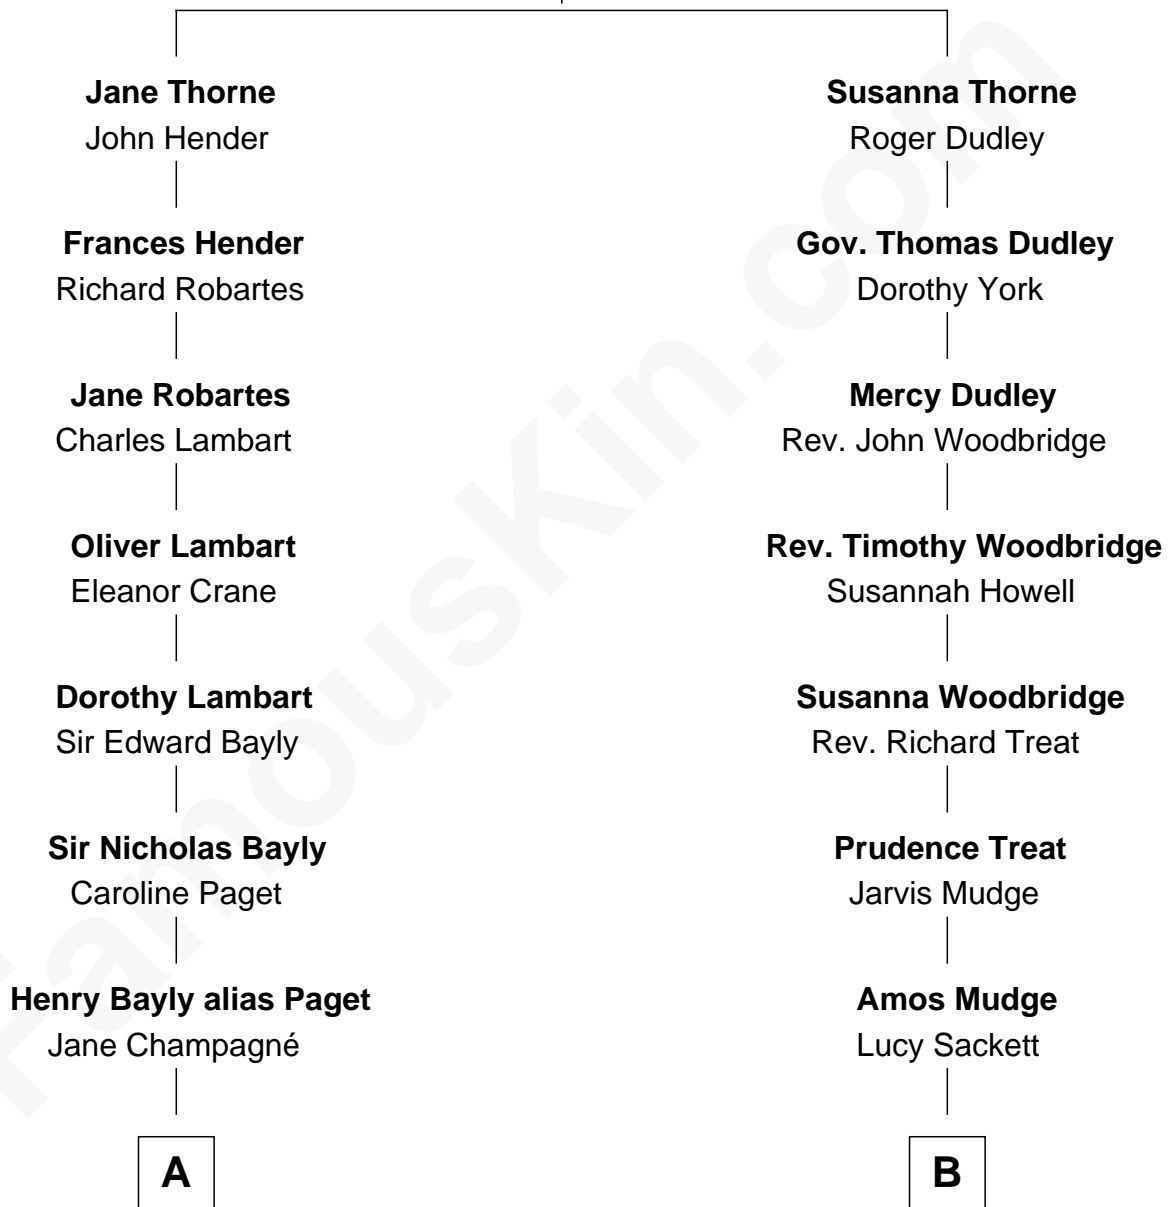 Jane Thorne
John Hender
Frances Hender
Richard Robartes
Jane Robartes
Charles Lambart
Oliver Lambart
Eleanor Crane
Dorothy Lambart
Sir Edward Bayly
Sir Nicholas Bayly
Caroline Paget
Henry Bayly alias Paget
Jane Champagné
A
Susanna Thorne
Roger Dudley
Gov. Thomas Dudley
Dorothy York
Mercy Dudley
Rev. John Woodbridge
Rev. Timothy Woodbridge
Susannah Howell
Susanna Woodbridge
Rev. Richard Treat
Prudence Treat
Jarvis Mudge
Amos Mudge
Lucy Sackett
B
FamousKin.com